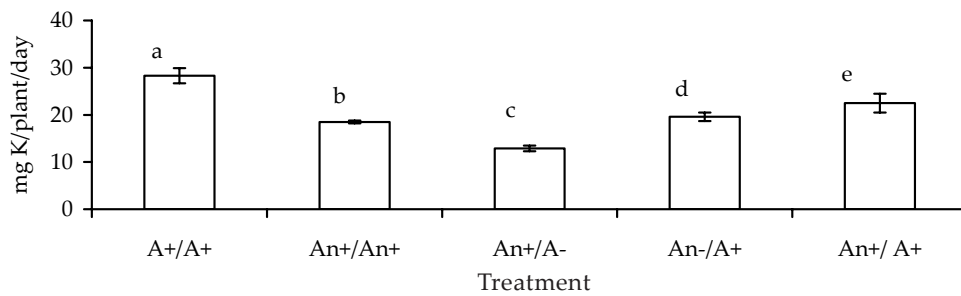 40
a
30
e
d
b
20
c
10
0
mg K/plant/day
A+/A+ An+/An+ An+/A- An-/A+ An+/ A+
Treatment